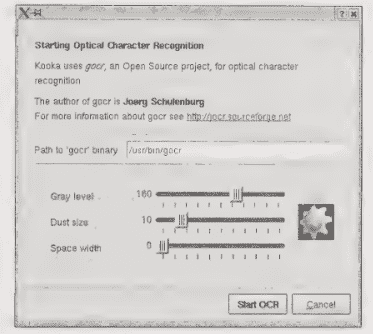 Starting Optical Character Recognition
Kooka uses gocr, an Open Source project, for optical character
recognition
The author of gocr is Joerg Schulenburg
For more information about gocr see http://jocr.sourceforge.net
Path to 'gocr' binary /usr/bin/gocr
Gray level 160
Dust size 10
Space width 0
Start OCR Cancel